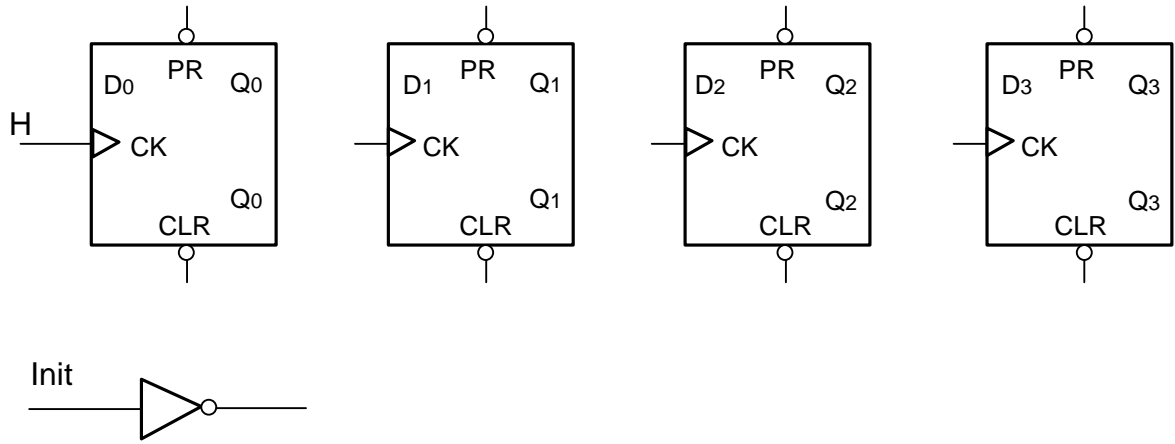 PR PR PR PR
D0 Q0 D1 Q1 D2 Q2 D3 Q3
H CK CK CK CK
Q0 Q1 Q2 Q3
CLR CLR CLR CLR
Init